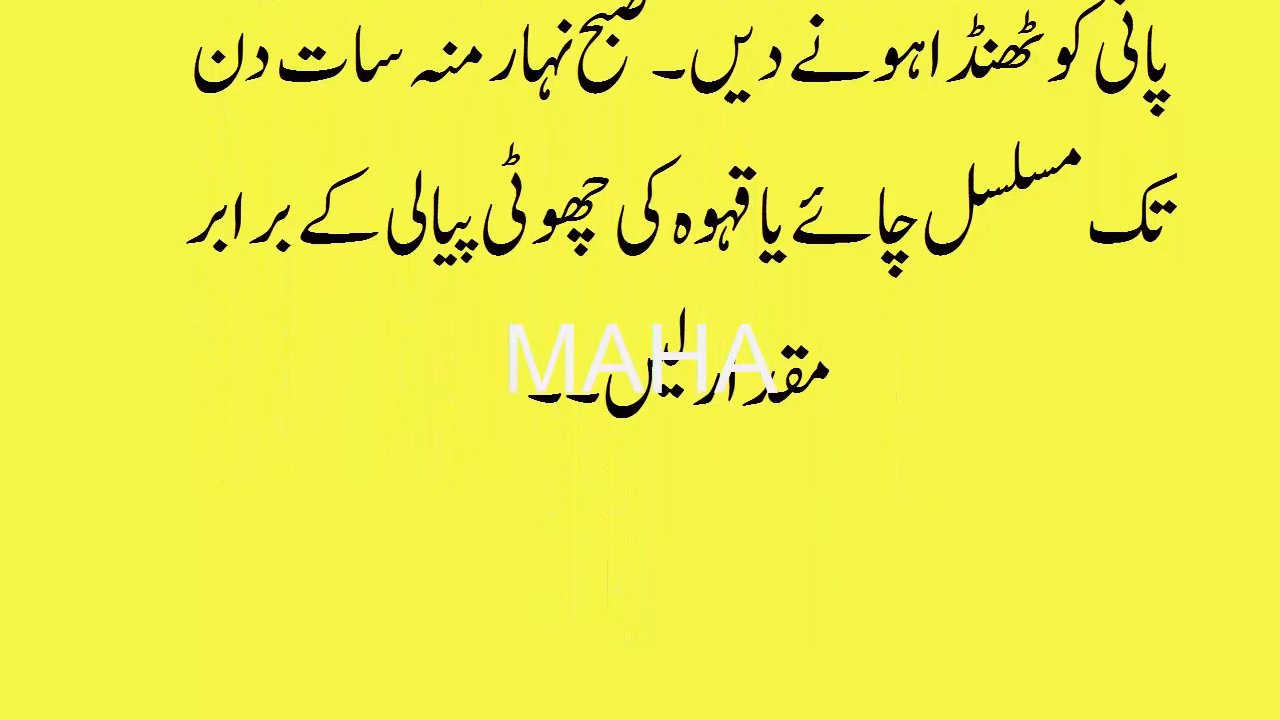 پانی کو ٹھنڈا ہونے دیں۔ صبح نہار منہ سات دن
تک مسلسل چائے یا قہوہ کی چھوٹی پیالی کے برابر
مقدار لیں۔۔۔
MAHA